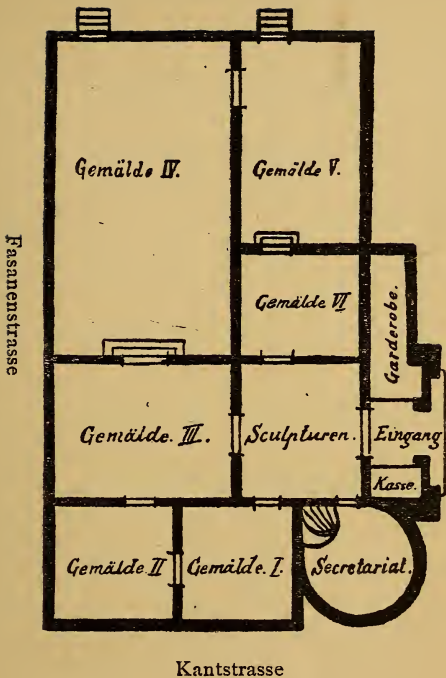 Gemälde IV.
Gemälde V.
Fasanenstrasse
Gemälde VI
Garderobe.
Gemälde. III.
Sculpturen.
Eingang
Kasse.
Gemälde II
Gemälde. I.
Secretariat.
Kantstrasse